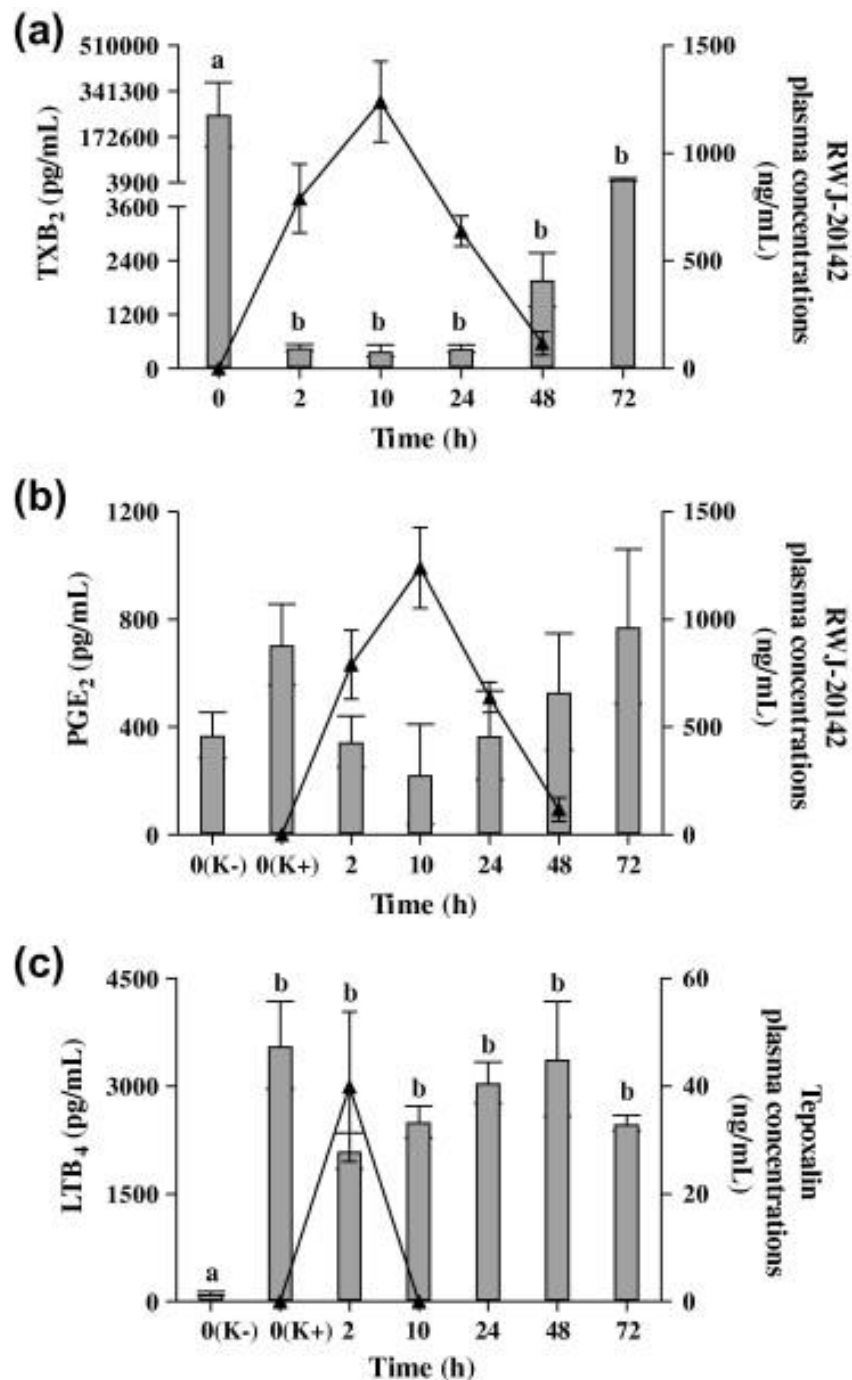 (a)
510000
341300
172600
3900
3600
2400
1200
0
TXB2 (pg/mL)
a
b
b
b
b
b
1500
1000
500
0
RWJ-20142
plasma concentrations
(ng/mL)
0 2 10 24 48 72
Time (h)
(b)
1200
800
400
0
PGE2 (pg/mL)
1500
1000
500
0
RWJ-20142
plasma concentrations
(ng/mL)
0(K-) 0(K+) 2 10 24 48 72
Time (h)
(c)
4500
3000
1500
0
LTB4 (pg/mL)
a
b
b
b
b
b
b
60
40
20
0
Tepoxalin
plasma concentrations
(ng/mL)
0(K-) 0(K+) 2 10 24 48 72
Time (h)